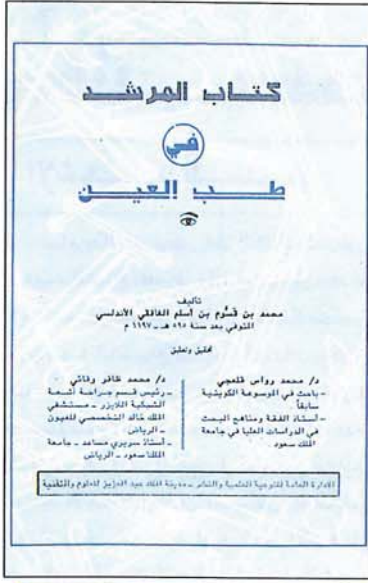 كتاب المرشد
في
طب العين
تأليف
محمد بن قسوم بن أسلم الغافقي الأندلسي
المتوفي بعد سنة ٥٩٥ هـ - ١١٩٧ م
تحقيق وتعليق
د/ محمد رواس قلعجي
- باحث في الموسوعة الكويتية
سابقاً
- أستاذ الفقة ومناهج البحث
في الدراسات العليا في جامعة
الملك سعود .
د/ محمد ظافر وفائي
- رئيس قسم جراحة أشعة
الشبكية اللايزر - مستشفى
الملك خالد التخصصي للعيون
- الرياض
- أستاذ سريري مساعد - جامعة
الملك سعود - الرياض
الإدارة العامة للتوعية العلمية والنشر - مدينة الملك عبد العزيز للعلوم والتقنية